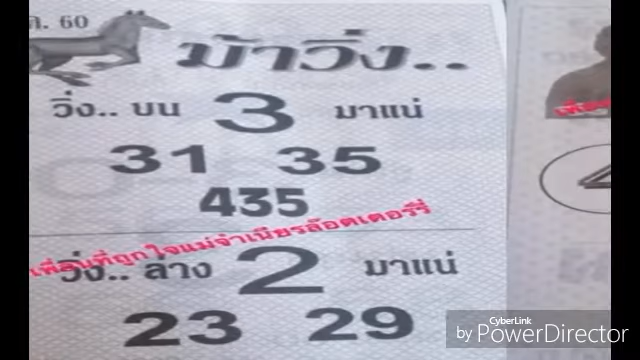 ค. 60
ม้าวิ่ง..
วิ่ง.. บน 3 มาแน่
31 35
435
เพื่อนที่ถูกใจแม่จำเนียรล๊อตเตอรี่
วิ่ง.. ล่าง 2 มาแน่
23 29
CyberLink
by PowerDirector